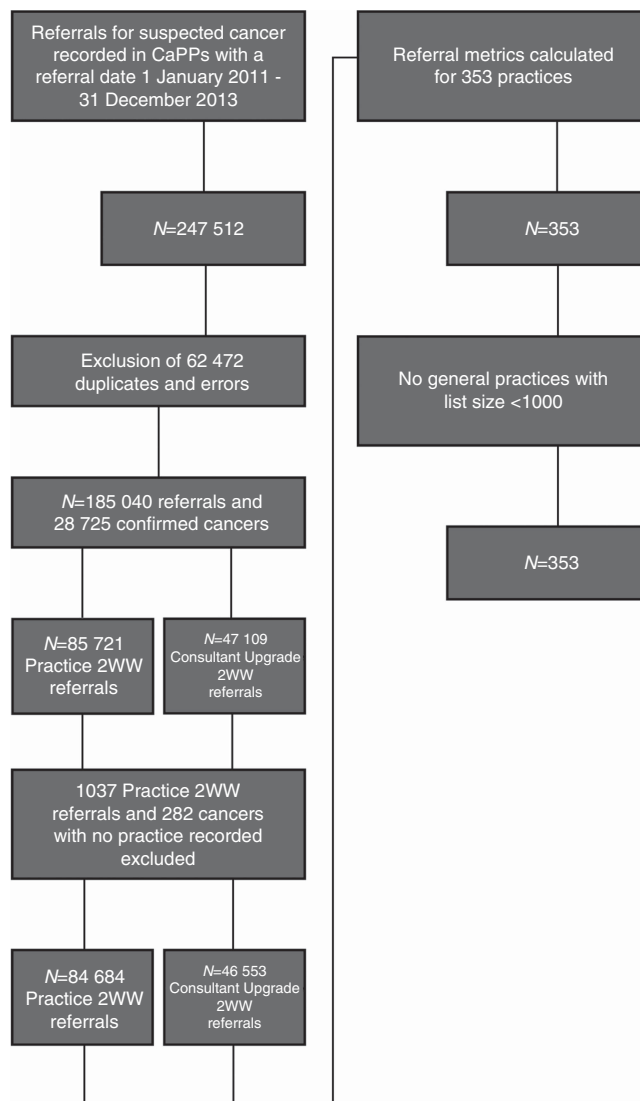 Referrals for suspected cancer
recorded in CaPPs with a
referral date 1 January 2011 -
31 December 2013
N=247 512
Exclusion of 62 472
duplicates and errors
N=185 040 referrals and
28 725 confirmed cancers
N=85 721
Practice 2WW
referrals
N=47 109
Consultant Upgrade
2WW
referrals
1037 Practice 2WW
referrals and 282 cancers
with no practice recorded
excluded
N=84 684
Practice 2WW
referrals
N=46 553
Consultant Upgrade
2WW
referrals
Referral metrics calculated
for 353 practices
N=353
No general practices with
list size <1000
N=353